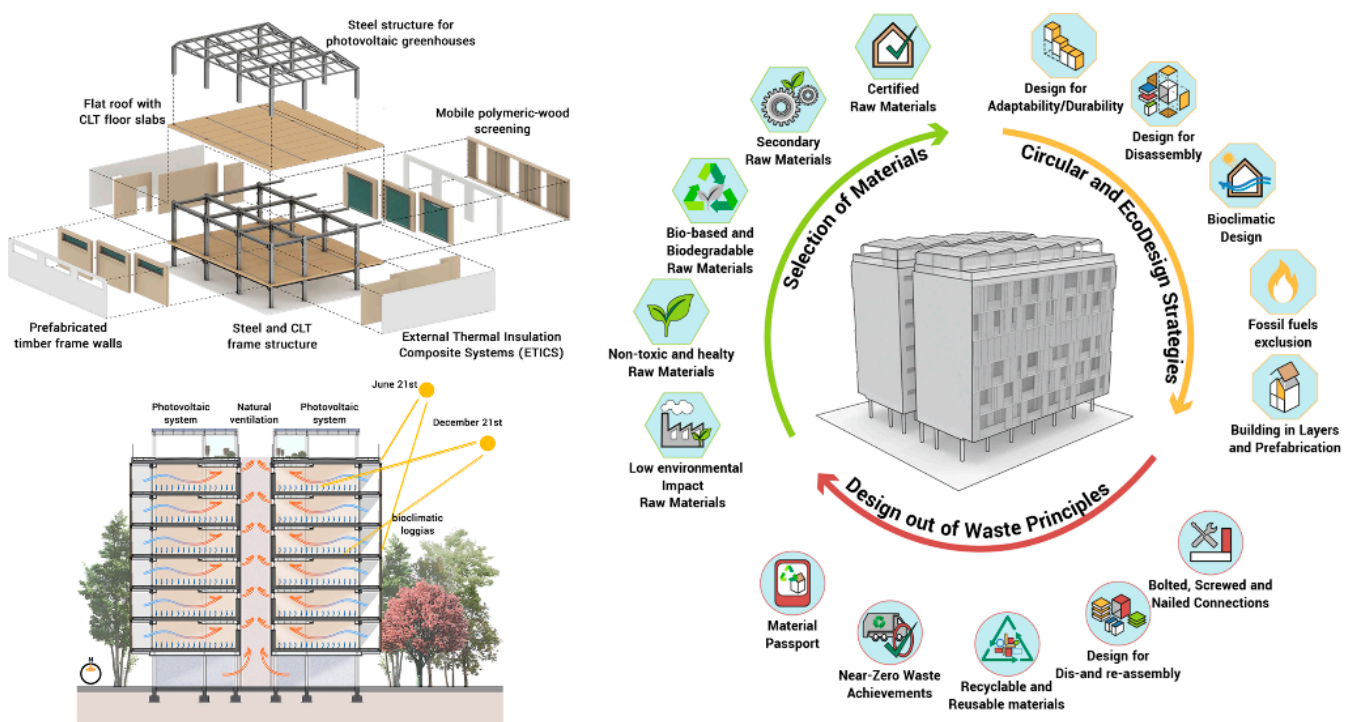 Steel structure for
photovoltaic greenhouses
Flat roof with
CLT floor slabs
Mobile polymeric-wood
screening
Prefabricated
timber frame walls
Steel and CLT
frame structure
External Thermal Insulation
Composite Systems (ETICS)
June 21st
Photovoltaic
system
Natural
ventilation
Photovoltaic
system
December 21st
bioclimatic
loggias
N
Selection of Materials
Certified
Raw Materials
Secondary
Raw Materials
Bio-based and
Biodegradable
Raw Materials
Non-toxic and healty
Raw Materials
Low environmental
Impact
Raw Materials
Circular and EcoDesign Strategies
Design for
Adaptability/Durability
Design for
Disassembly
Bioclimatic
Design
Fossil fuels
exclusion
Building in Layers
and Prefabrication
Design out of Waste Principles
Bolted, Screwed and
Nailed Connections
Design for
Dis-and re-assembly
Recyclable and
Reusable materials
Near-Zero Waste
Achievements
Material
Passport